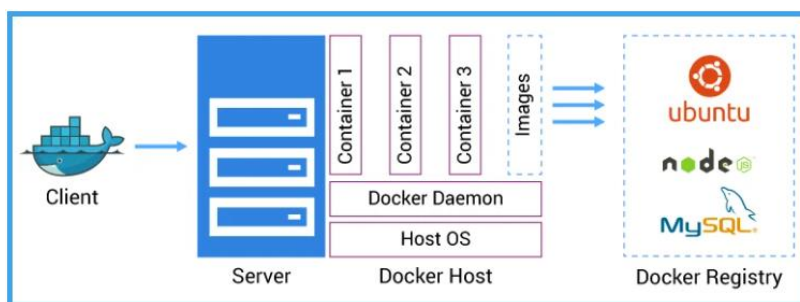 Client
Server
Container 1
Container 2
Container 3
Images
Docker Daemon
Host OS
Docker Host
ubuntu
node JS
MySQL®
Docker Registry